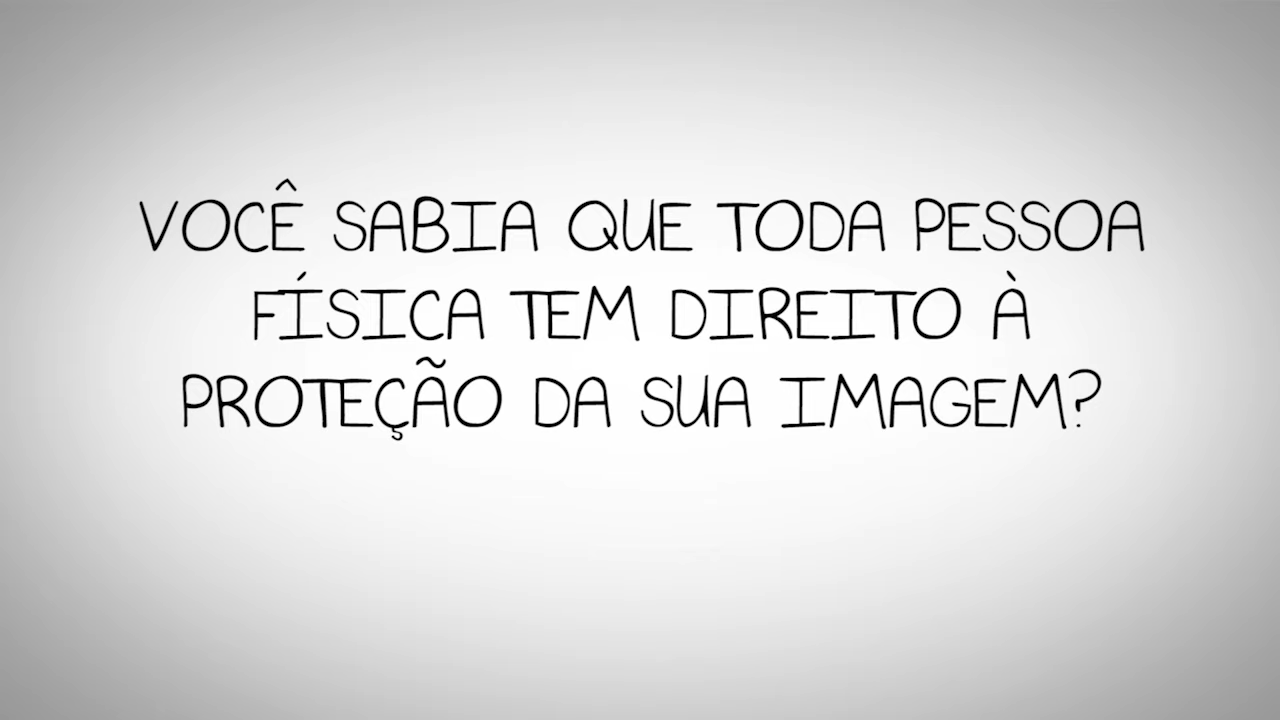 VOCÊ SABIA QUE TODA PESSOA
FÍSICA TEM DIREITO À
PROTEÇÃO DA SUA IMAGEM?